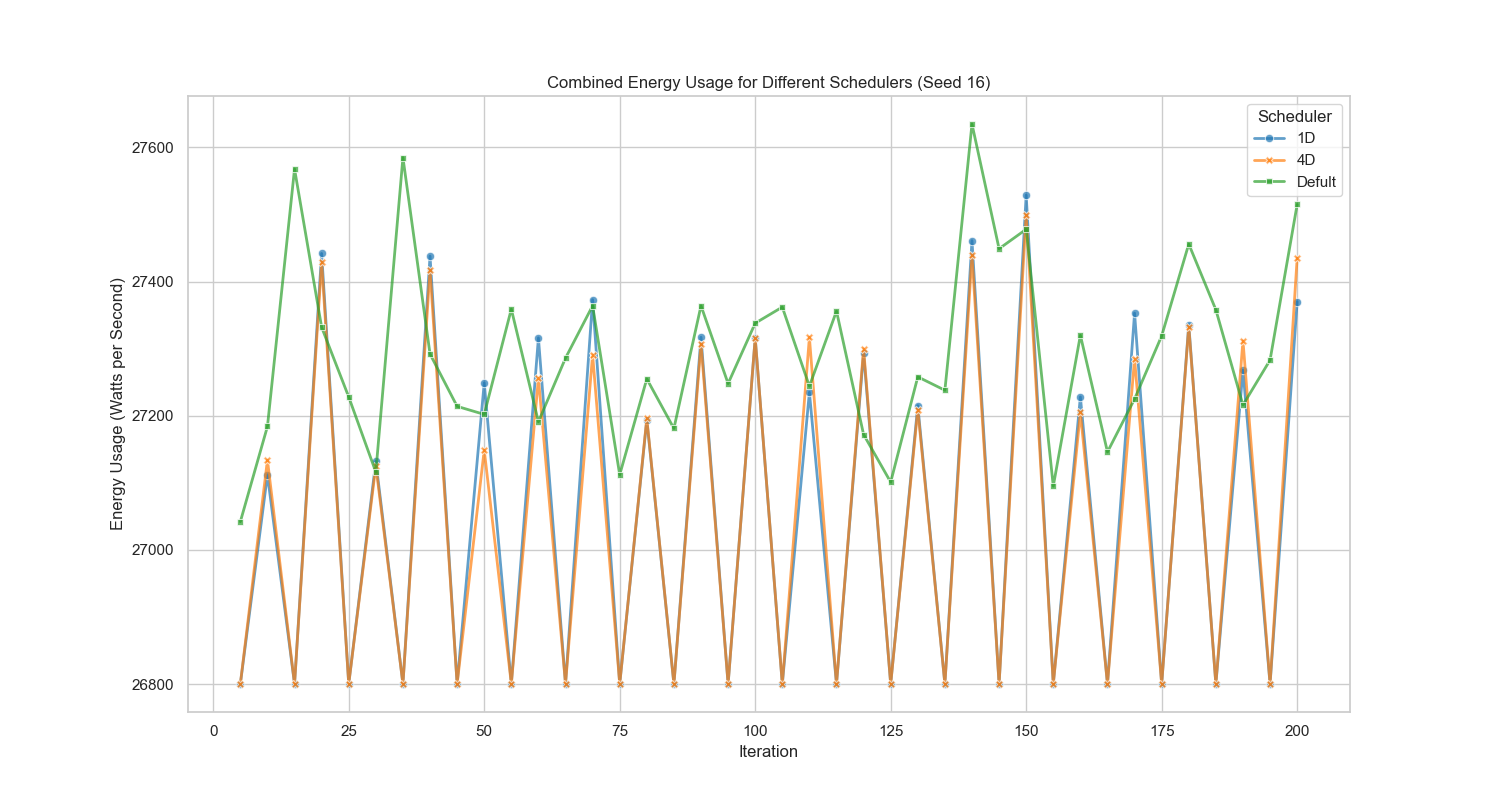 Combined Energy Usage for Different Schedulers (Seed 16)
Scheduler
1D
4D
Defult
Energy Usage (Watts per Second)
27600
27400
27200
27000
26800
0 25 50 75 100 125 150 175 200
Iteration